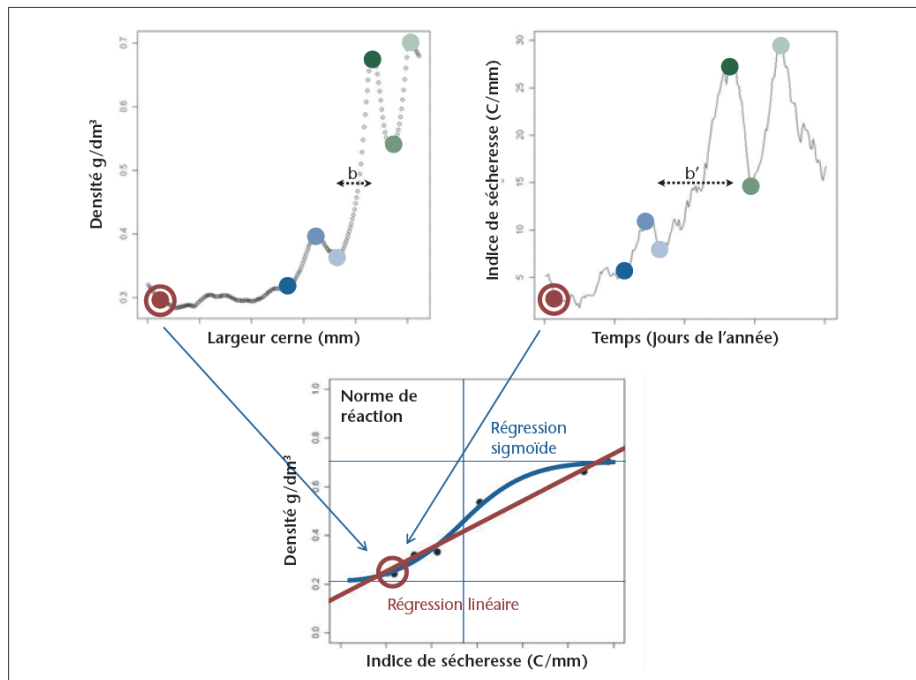 Densité g/dm³
0.7
0.6
0.5
0.4
0.3
b
Largeur cerne (mm)
Indice de sécheresse (C/mm)
30
25
20
15
10
5
b’
Temps (jours de l’année)
Norme de
réaction
Régression
sigmoïde
Régression linéaire
Densité g/dm³
1.0
0.8
0.6
0.4
0.2
0.0
Indice de sécheresse (C/mm)